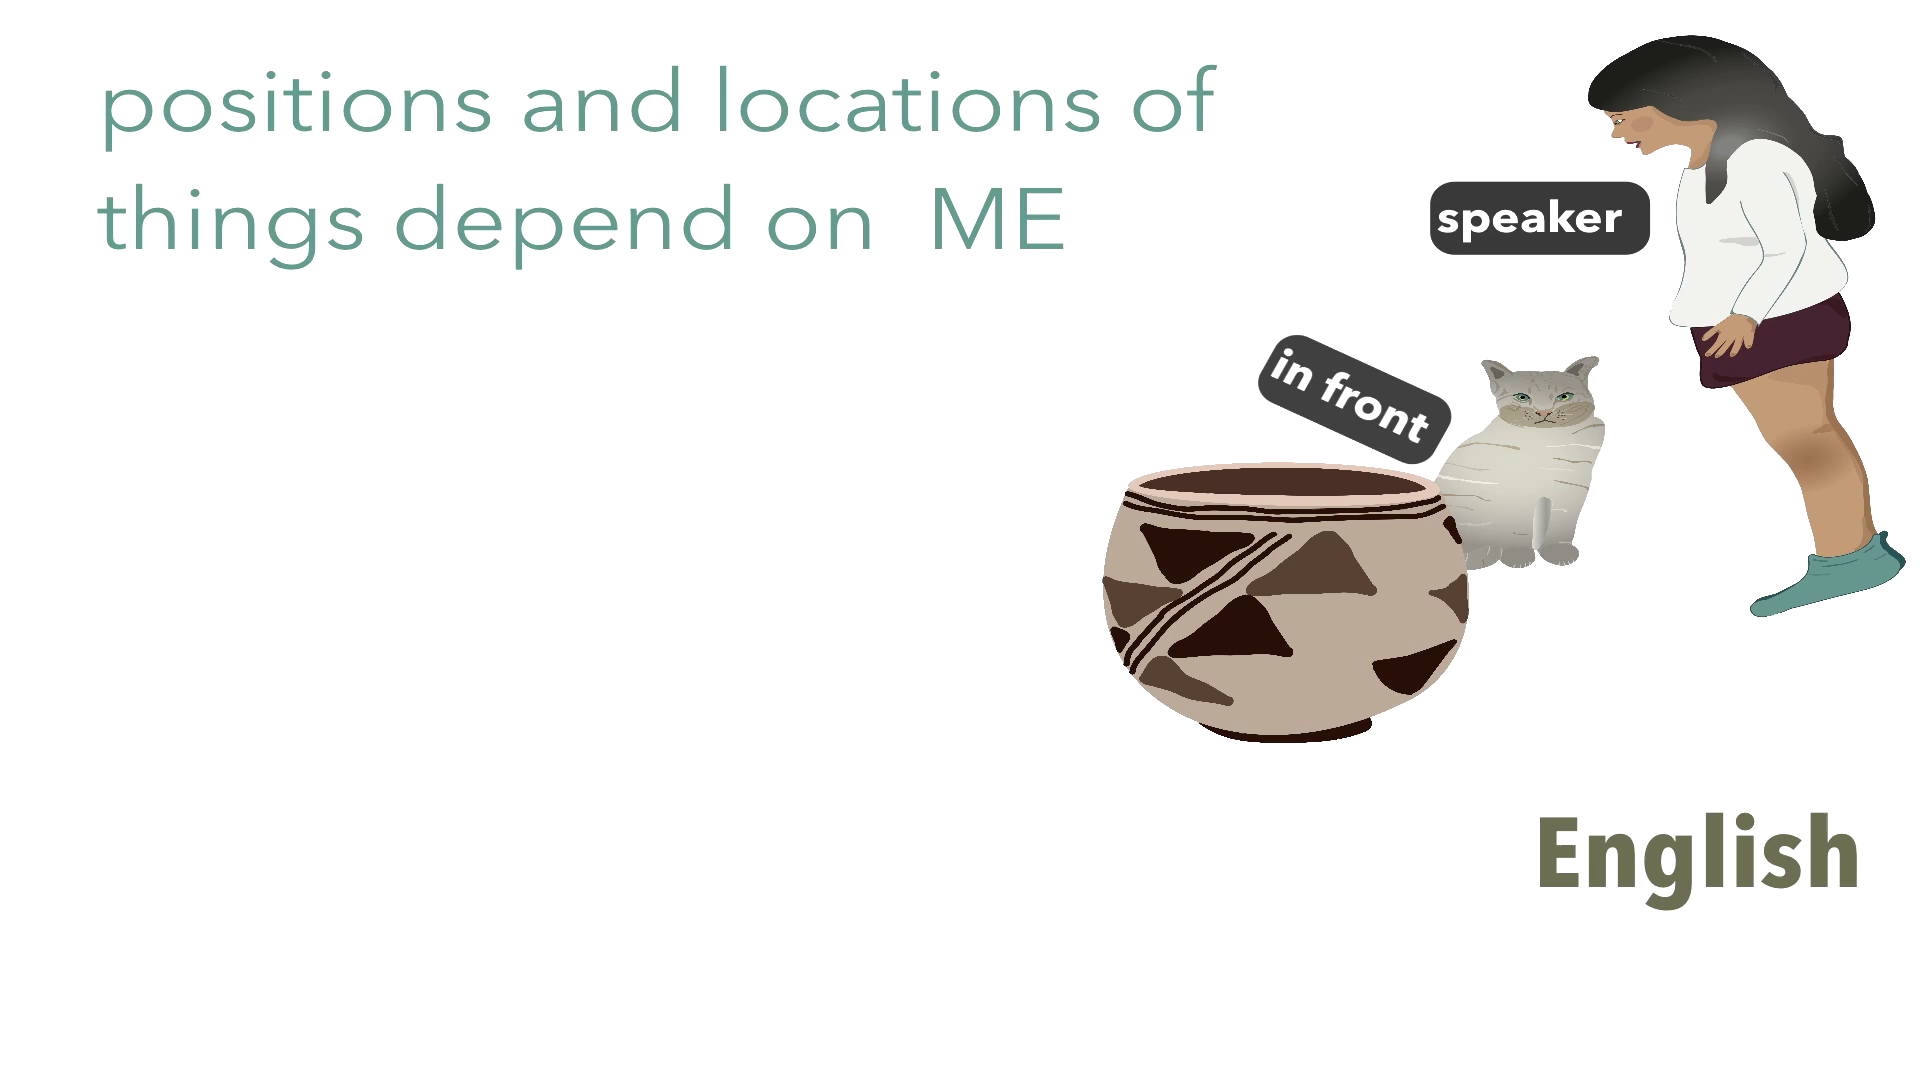 positions and locations of
things depend on ME
speaker
in front
English